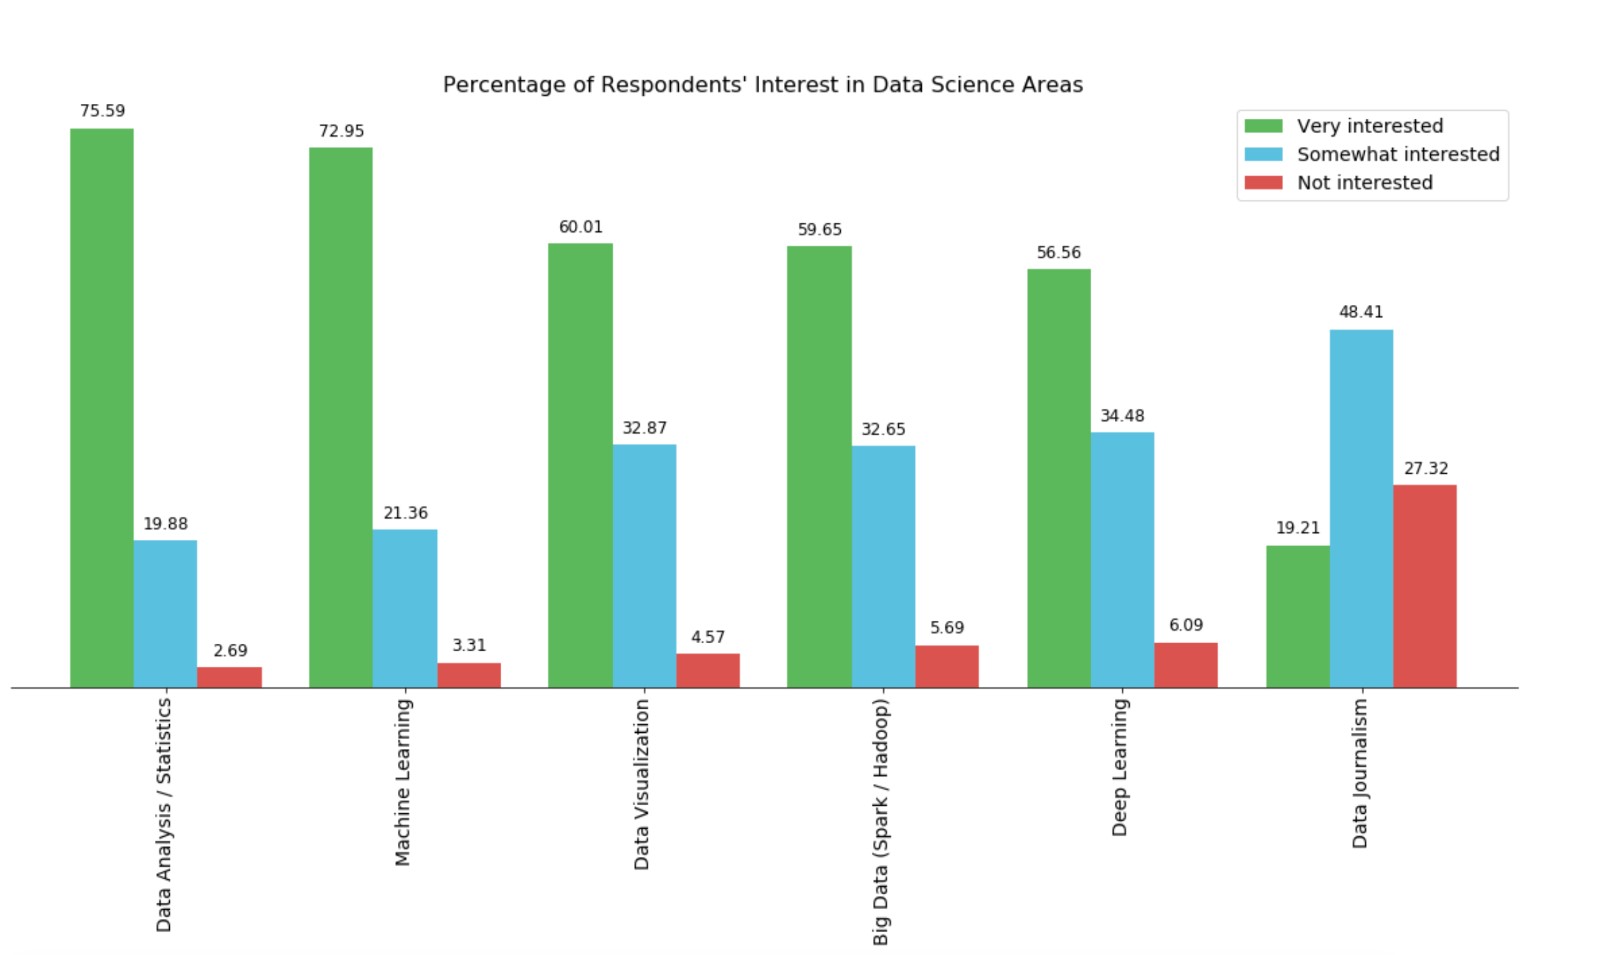 Percentage of Respondents' Interest in Data Science Areas
Very interested
Somewhat interested
Not interested
75.59
19.88
2.69
72.95
21.36
3.31
60.01
32.87
4.57
59.65
32.65
5.69
56.56
34.48
6.09
19.21
48.41
27.32
Data Analysis / Statistics
Machine Learning
Data Visualization
Big Data (Spark / Hadoop)
Deep Learning
Data Journalism